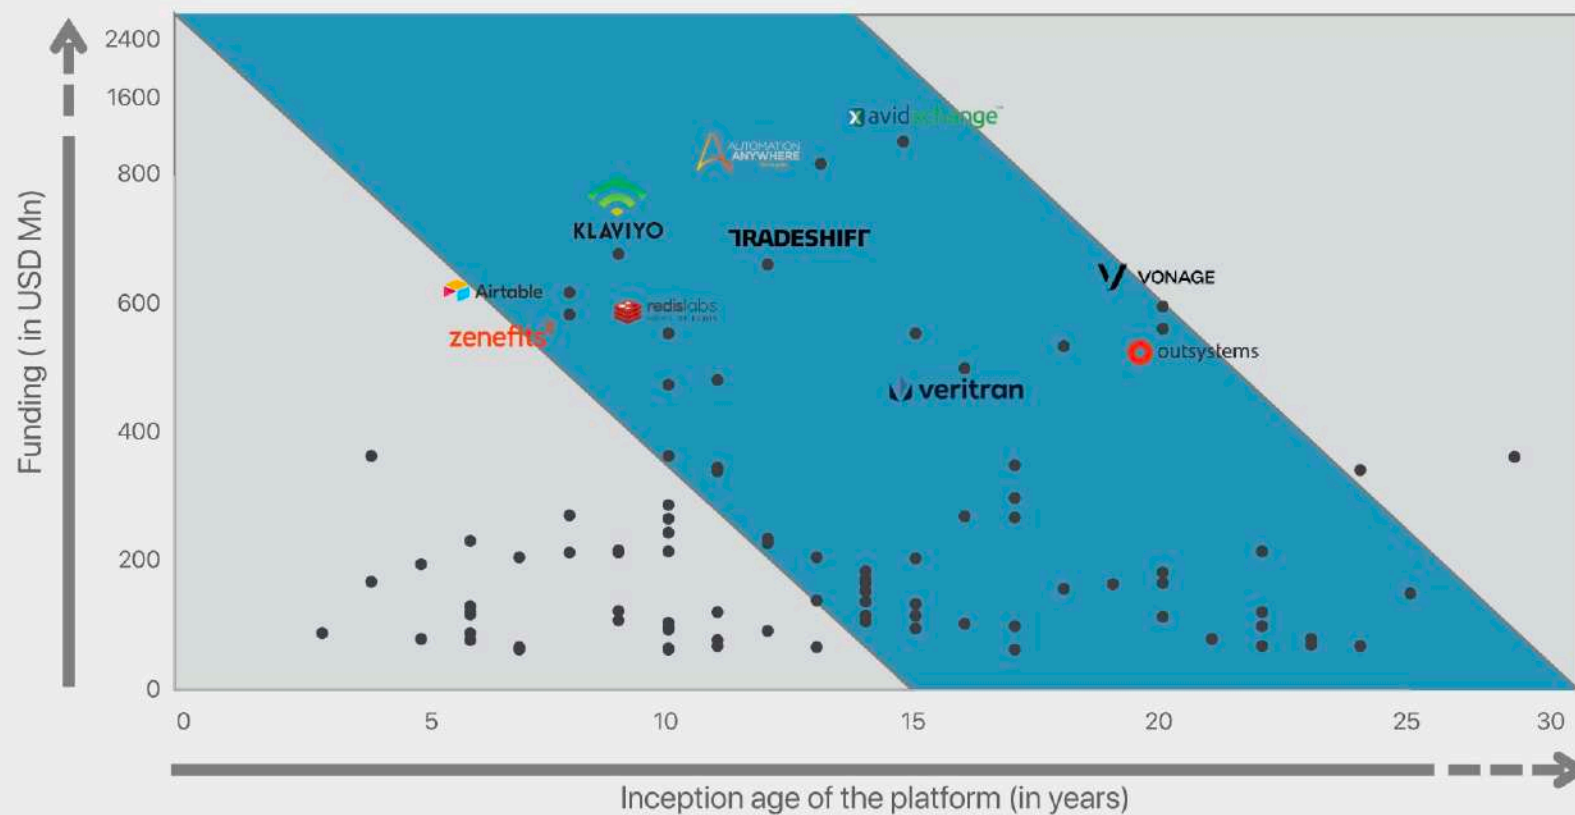 2400
1600
800
600
400
200
0
Funding ( in USD Mn)
avidxchange™
AUTOMATION
ANYWHERE
KLAVIYO
TRADESHIFT
Airtable
redislabs
zenefits
VONAGE
outsystems
veritran
0 5 10 15 20 25 30
Inception age of the platform (in years)